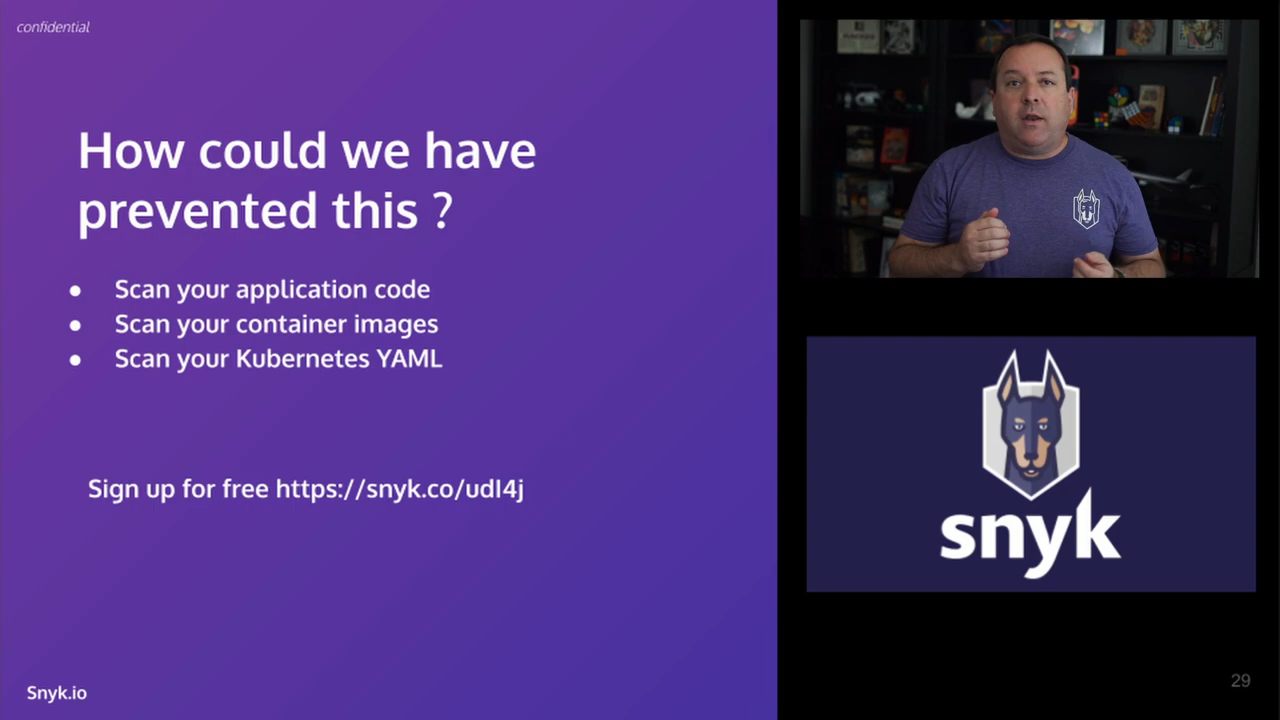 confidential
How could we have
prevented this ?
● Scan your application code
● Scan your container images
● Scan your Kubernetes YAML
Sign up for free https://snyk.co/udI4j
Snyk.io
snyk
29